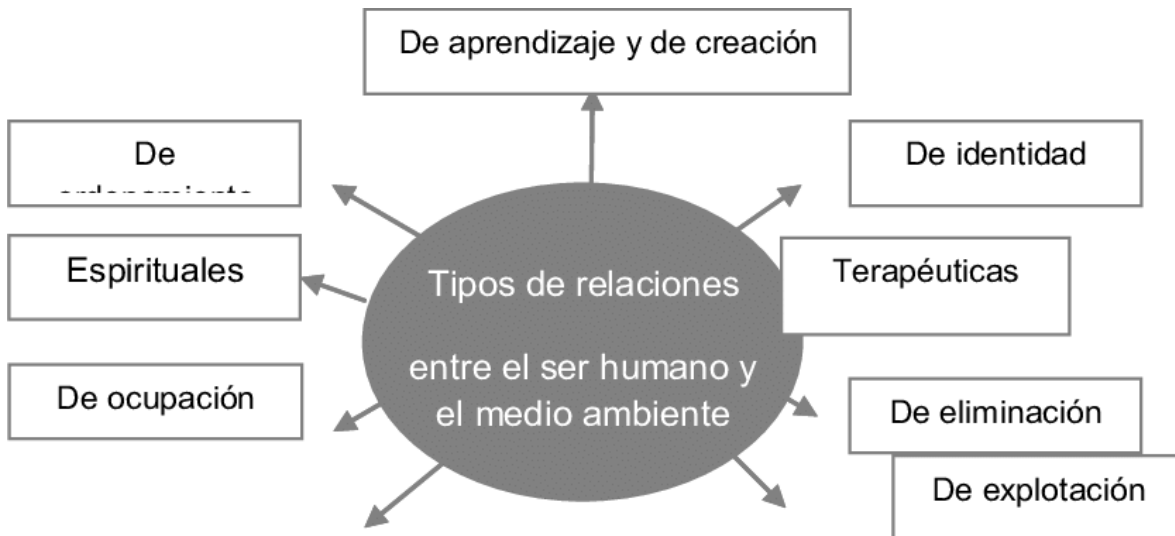 De aprendizaje y de creación
De
De identidad
Espirituales
Terapéuticas
Tipos de relaciones
entre el ser humano y
el medio ambiente
De ocupación
De eliminación
De explotación